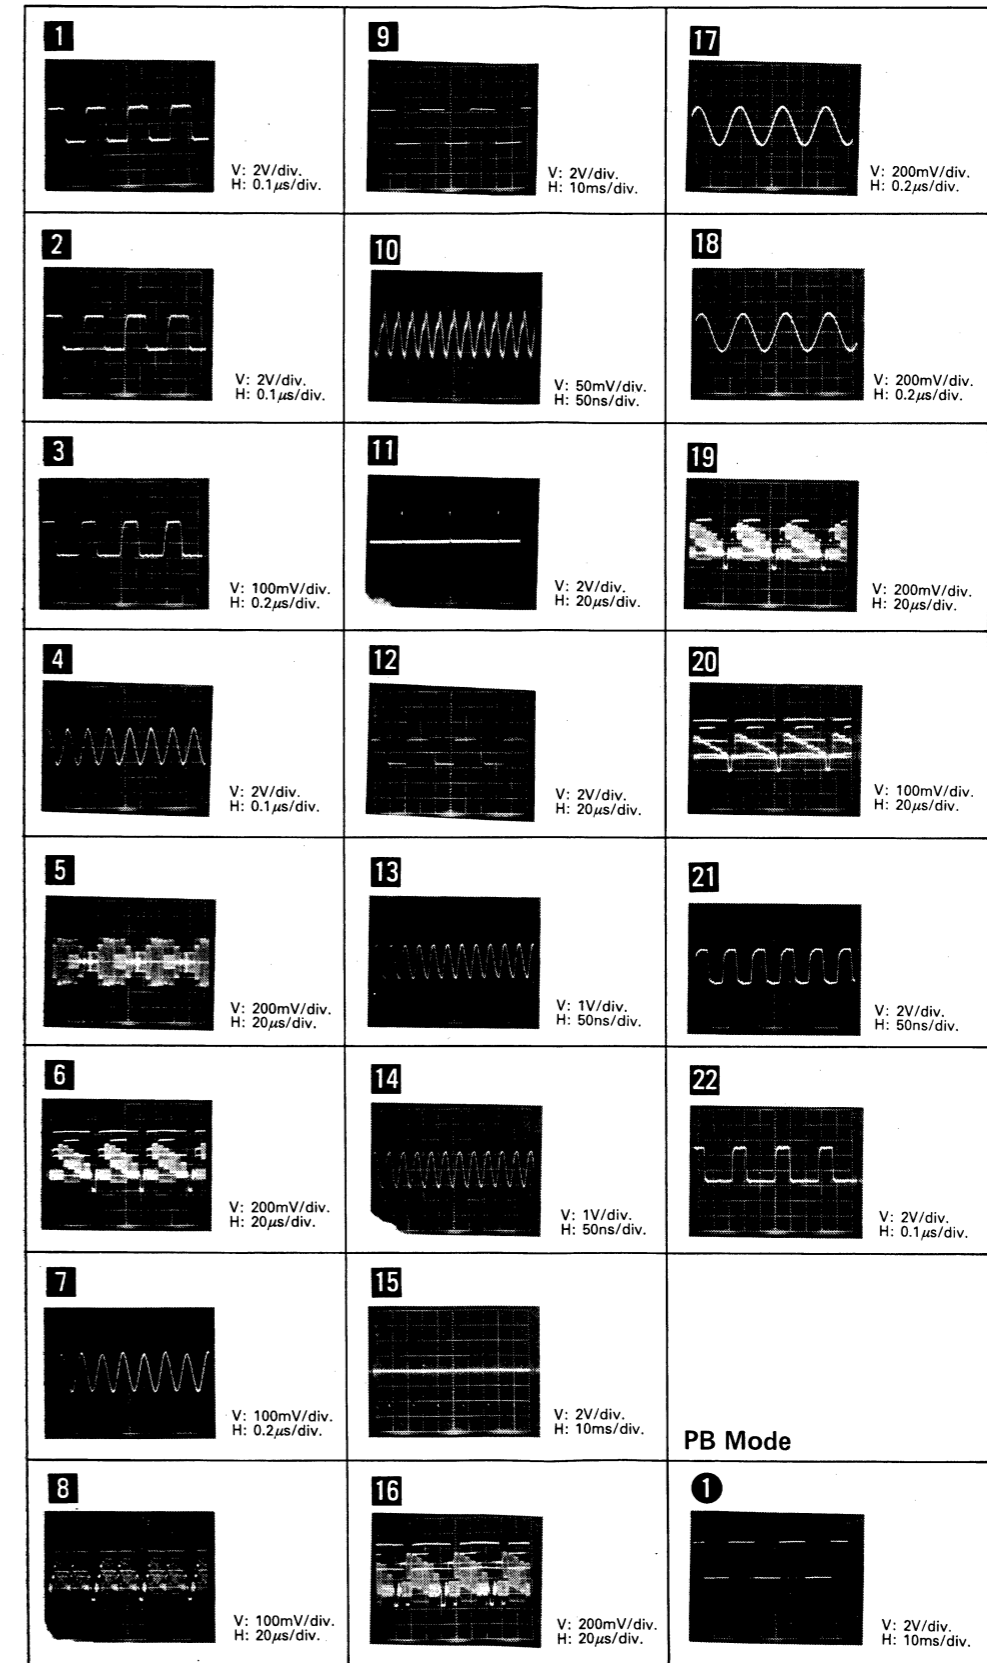 1
V: 2V/div.
H: 0.1μs/div.
2
V: 2V/div.
H: 0.1μs/div.
3
V: 100mV/div.
H: 0.2μs/div.
4
V: 2V/div.
H: 0.1μs/div.
5
V: 200mV/div.
H: 20μs/div.
6
V: 200mV/div.
H: 20μs/div.
7
V: 100mV/div.
H: 0.2μs/div.
8
V: 100mV/div.
H: 20μs/div.
9
V: 2V/div.
H: 10ms/div.
10
V: 50mV/div.
H: 50ns/div.
11
V: 2V/div.
H: 20μs/div.
12
V: 2V/div.
H: 20μs/div.
13
V: 1V/div.
H: 50ns/div.
14
V: 1V/div.
H: 50ns/div.
15
V: 2V/div.
H: 10ms/div.
16
V: 200mV/div.
H: 20μs/div.
17
V: 200mV/div.
H: 0.2μs/div.
18
V: 200mV/div.
H: 0.2μs/div.
19
V: 200mV/div.
H: 20μs/div.
20
V: 100mV/div.
H: 20μs/div.
21
V: 2V/div.
H: 50ns/div.
22
V: 2V/div.
H: 0.1μs/div.
PB Mode
1
V: 2V/div.
H: 10ms/div.